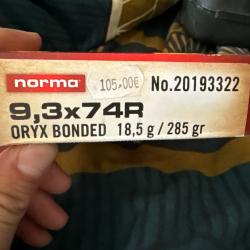 norma 105,00€ No.20193322
9,3x74R
ORYX BONDED 18,5 g / 285 gr